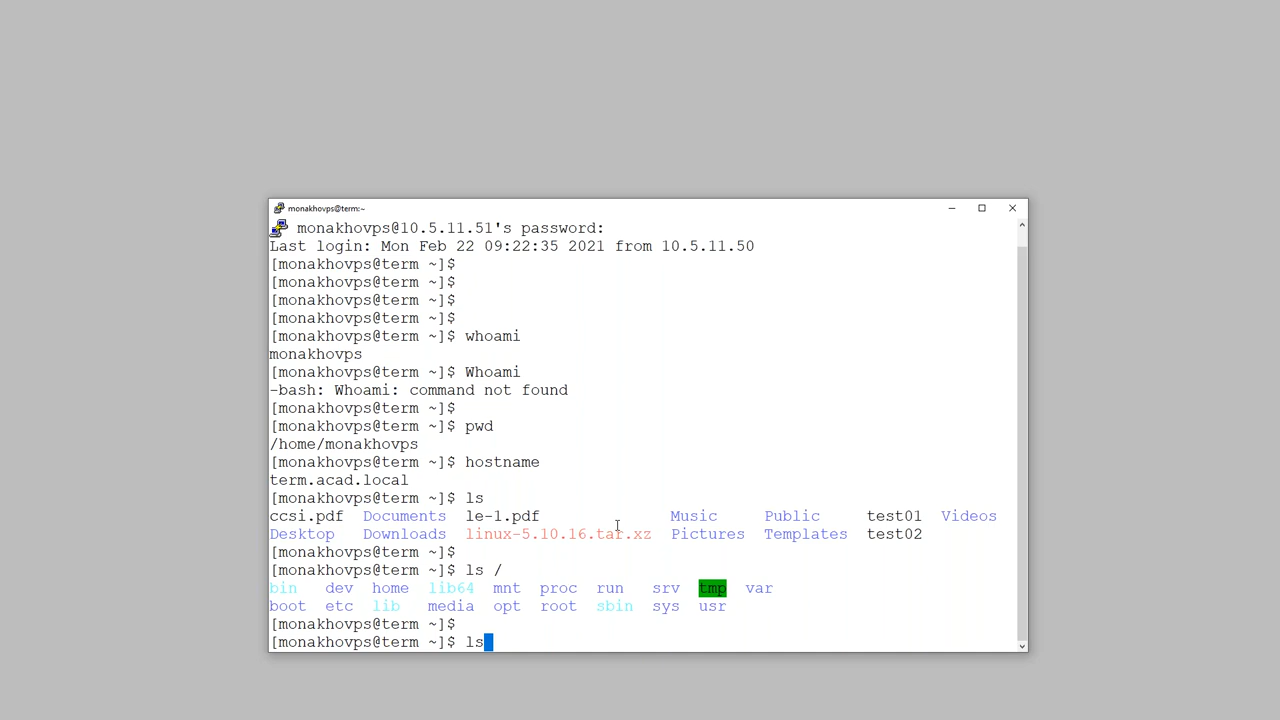 monakhovps@term:~
monakhovps@10.5.11.51's password:
Last login: Mon Feb 22 09:22:35 2021 from 10.5.11.50
[monakhovps@term ~]$
[monakhovps@term ~]$
[monakhovps@term ~]$
[monakhovps@term ~]$
[monakhovps@term ~]$ whoami
monakhovps
[monakhovps@term ~]$ Whoami
-bash: Whoami: command not found
[monakhovps@term ~]$
[monakhovps@term ~]$ pwd
/home/monakhovps
[monakhovps@term ~]$ hostname
term.acad.local
[monakhovps@term ~]$ ls
ccsi.pdf  Documents  le-1.pdf              Music     Public     test01  Videos
Desktop   Downloads  linux-5.10.16.tar.xz  Pictures  Templates  test02
[monakhovps@term ~]$
[monakhovps@term ~]$ ls /
bin   dev  home  lib64  mnt  proc  run   srv  tmp  var
boot  etc  lib   media  opt  root  sbin  sys  usr
[monakhovps@term ~]$
[monakhovps@term ~]$ ls